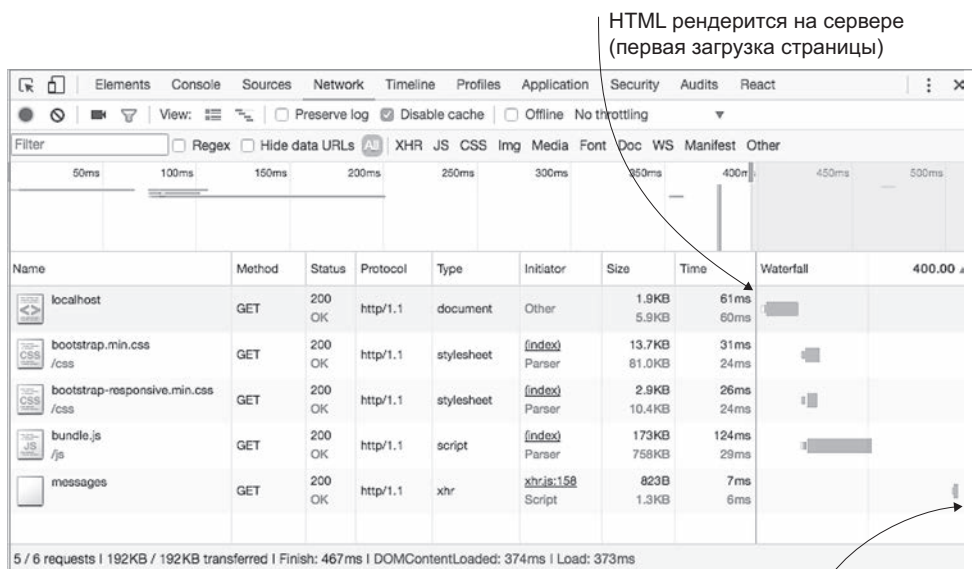 HTML рендерится на сервере
(первая загрузка страницы)
Elements Console Sources Network Timeline Profiles Application Security Audits React
View: Preserve log Disable cache Offline No throttling
Filter Regex Hide data URLs All XHR JS CSS Img Media Font Doc WS Manifest Other
50ms 100ms 150ms 200ms 250ms 300ms 350ms 400ms 450ms 500ms
Name Method Status Protocol Type Initiator Size Time Waterfall 400.00
localhost GET 200 OK http/1.1 document Other 1.9KB 5.9KB 61ms 60ms
bootstrap.min.css /css GET 200 OK http/1.1 stylesheet (index) Parser 13.7KB 81.0KB 31ms 24ms
bootstrap-responsive.min.css /css GET 200 OK http/1.1 stylesheet (index) Parser 2.9KB 10.4KB 26ms 24ms
bundle.js /js GET 200 OK http/1.1 script (index) Parser 173KB 758KB 124ms 29ms
messages GET 200 OK http/1.1 xhr xhr.js:158 Script 823B 1.3KB 7ms 6ms
5 / 6 requests I 192KB / 192KB transferred I Finish: 467ms I DOMContentLoaded: 374ms I Load: 373ms